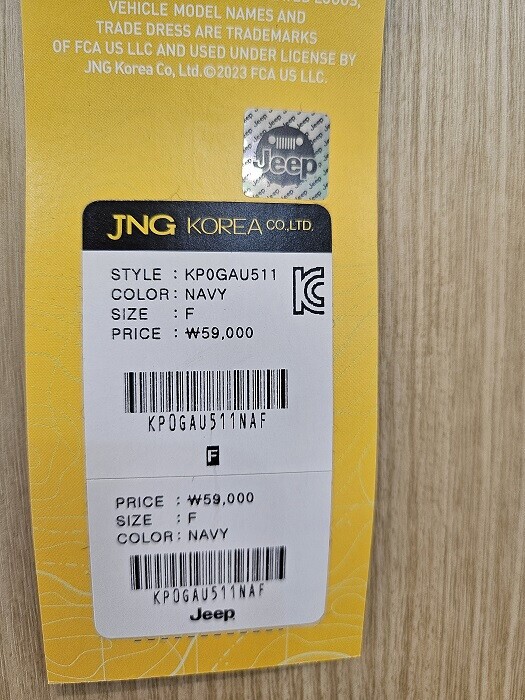 VEHICLE MODEL NAMES AND
TRADE DRESS ARE TRADEMARKS
OF FCA US LLC AND USED UNDER LICENSE BY
JNG Korea Co, Ltd.©2023 FCA US LLC.
Jeep
JNG KOREA CO.,LTD.
STYLE : KP0GAU511
COLOR : NAVY
SIZE : F
PRICE : ₩59,000
KC
KP0GAU511NAF
F
PRICE : ₩59,000
SIZE : F
COLOR : NAVY
KP0GAU511NAF
Jeep